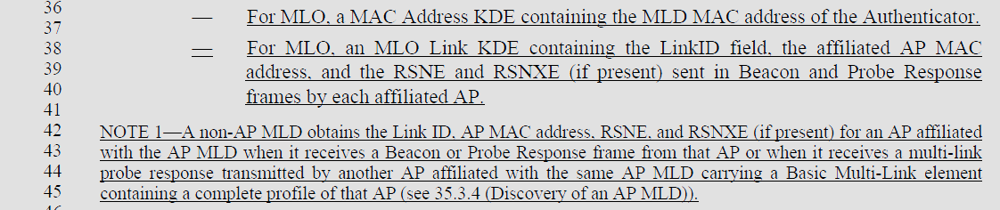 36 — For MLO, a MAC Address KDE containing the MLD MAC address of the Authenticator.
37
38 — For MLO, an MLO Link KDE containing the LinkID field, the affiliated AP MAC
39 address, and the RSNE and RSNXE (if present) sent in Beacon and Probe Response
40 frames by each affiliated AP.
41
42 NOTE 1—A non-AP MLD obtains the Link ID, AP MAC address, RSNE, and RSNXE (if present) for an AP affiliated
43 with the AP MLD when it receives a Beacon or Probe Response frame from that AP or when it receives a multi-link
44 probe response transmitted by another AP affiliated with the same AP MLD carrying a Basic Multi-Link element
45 containing a complete profile of that AP (see 35.3.4 (Discovery of an AP MLD)).